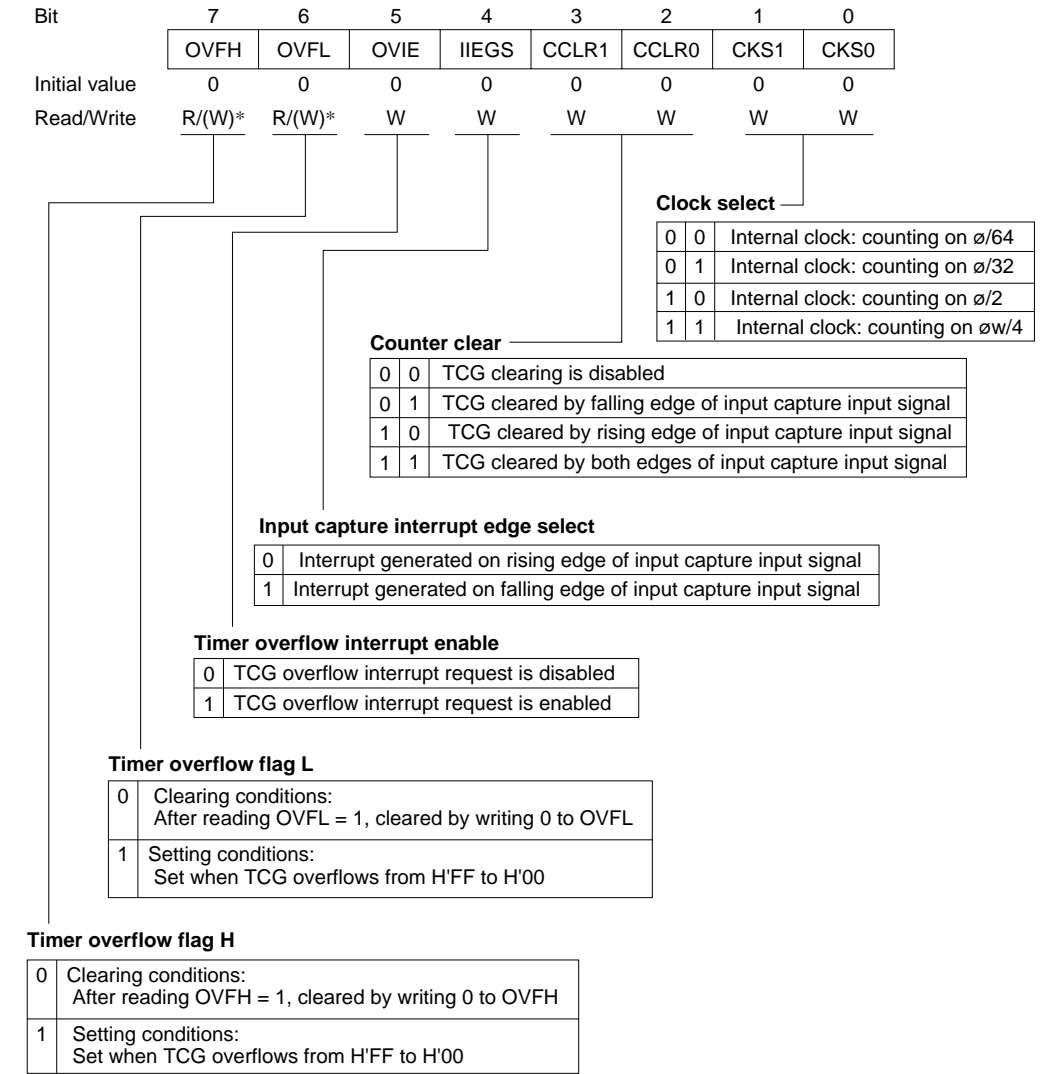 Bit 7 6 5 4 3 2 1 0
OVFH OVFL OVIE IIEGS CCLR1 CCLR0 CKS1 CKS0
Initial value 0 0 0 0 0 0 0 0
Read/Write R/(W)* R/(W)* W W W W W W
Clock select
0 0 Internal clock: counting on ø/64
0 1 Internal clock: counting on ø/32
1 0 Internal clock: counting on ø/2
1 1 Internal clock: counting on øw/4
Counter clear
0 0 TCG clearing is disabled
0 1 TCG cleared by falling edge of input capture input signal
1 0 TCG cleared by rising edge of input capture input signal
1 1 TCG cleared by both edges of input capture input signal
Input capture interrupt edge select
0 Interrupt generated on rising edge of input capture input signal
1 Interrupt generated on falling edge of input capture input signal
Timer overflow interrupt enable
0 TCG overflow interrupt request is disabled
1 TCG overflow interrupt request is enabled
Timer overflow flag L
0 Clearing conditions:
After reading OVFL = 1, cleared by writing 0 to OVFL
1 Setting conditions:
Set when TCG overflows from H'FF to H'00
Timer overflow flag H
0 Clearing conditions:
After reading OVFH = 1, cleared by writing 0 to OVFH
1 Setting conditions:
Set when TCG overflows from H'FF to H'00